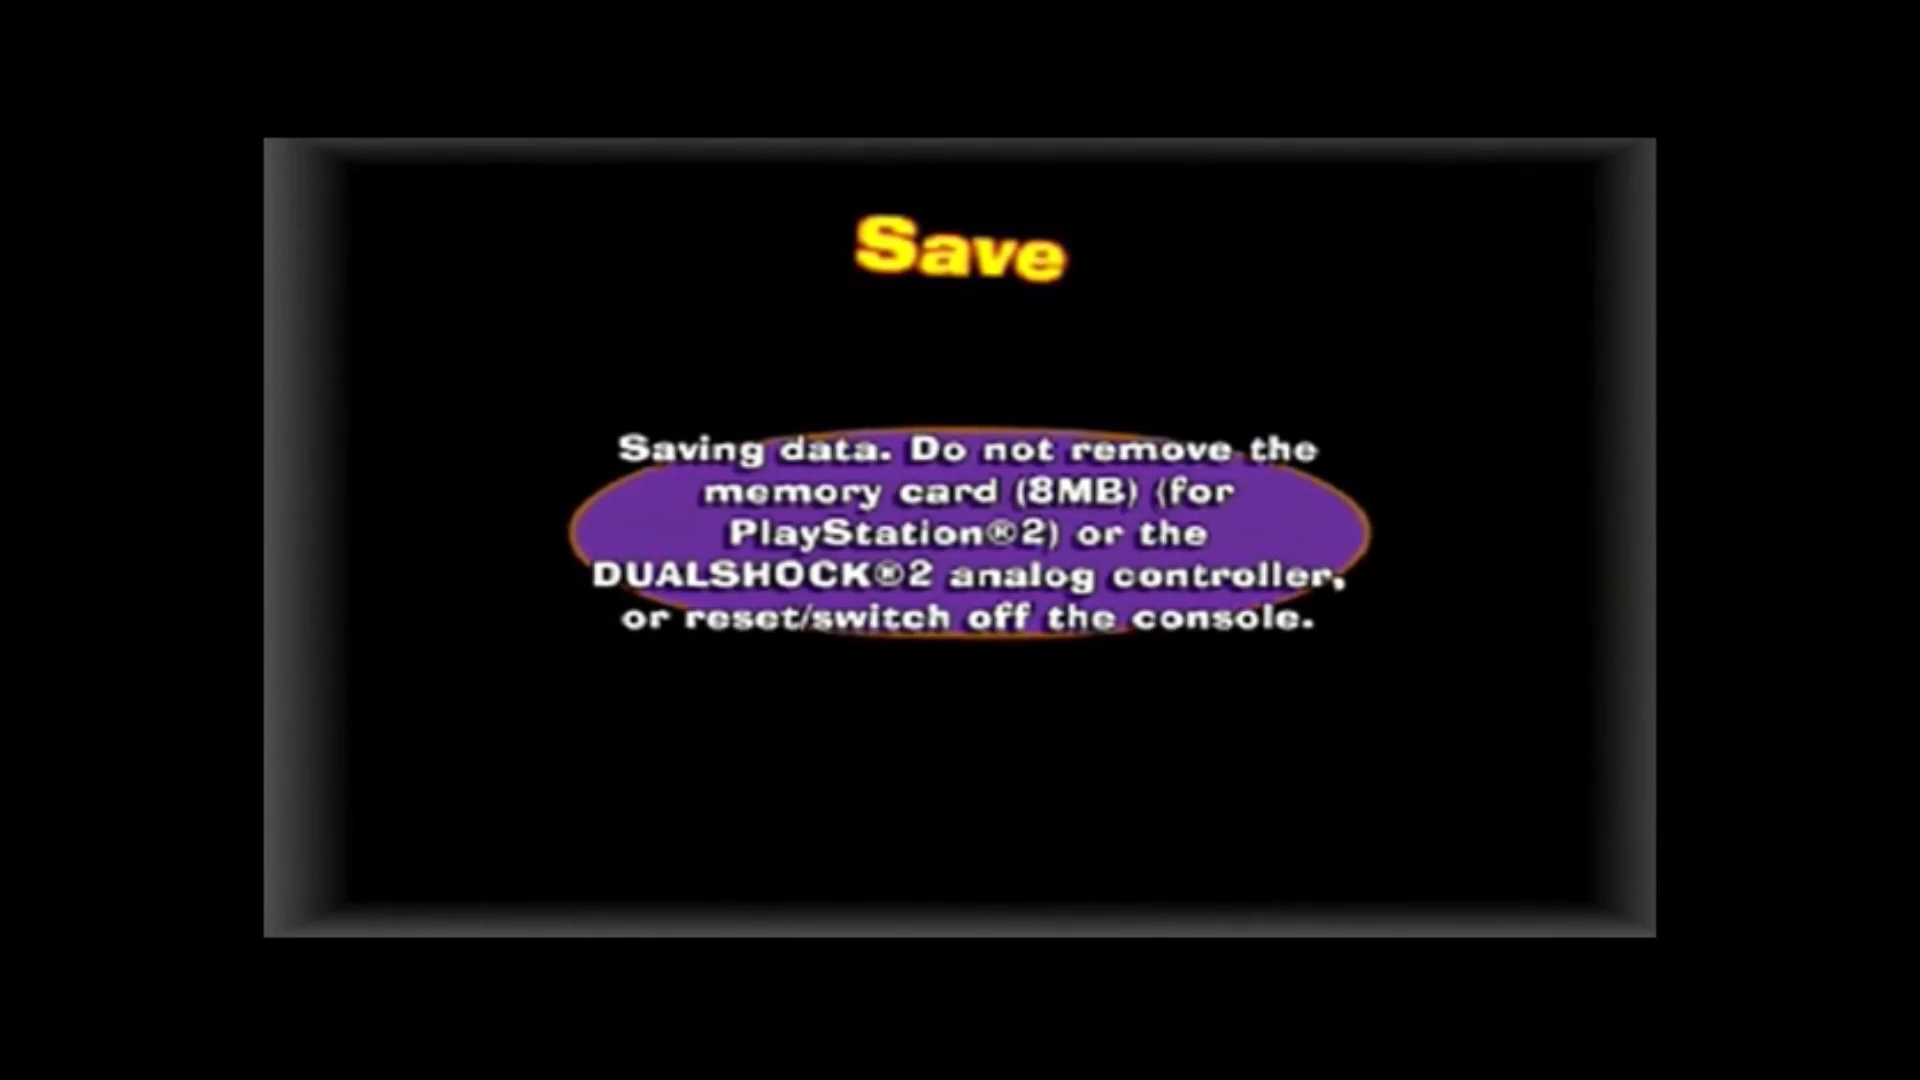 Save
Saving data. Do not remove the
memory card (8MB) (for
PlayStation®2) or the
DUALSHOCK®2 analog controller,
or reset/switch off the console.